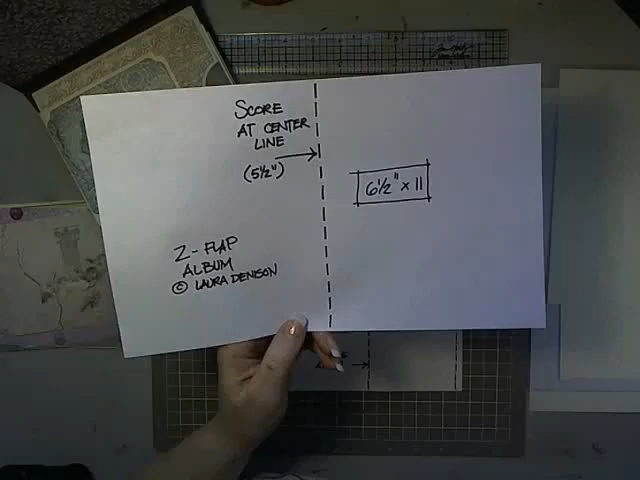 SCORE
AT CENTER
LINE
(5½")
6½" x 11
Z-FLAP
ALBUM
© LAURA DENISON